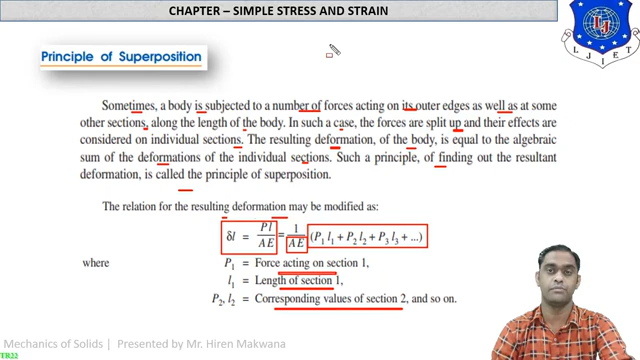 CHAPTER – SIMPLE STRESS AND STRAIN
Principle of Superposition
Sometimes, a body is subjected to a number of forces acting on its outer edges as well as at some
other sections, along the length of the body. In such a case, the forces are split up and their effects are
considered on individual sections. The resulting deformation, of the body, is equal to the algebraic
sum of the deformations of the individual sections. Such a principle, of finding out the resultant
deformation, is called the principle of superposition.
The relation for the resulting deformation may be modified as:
δl = Pl/AE = 1/AE (P₁ l₁ + P₂ l₂ + P₃ l₃ + ...)
where P₁ = Force acting on section 1,
l₁ = Length of section 1,
P₂, l₂ = Corresponding values of section 2, and so on.
Mechanics of Solids | Presented by Mr. Hiren Makwana
TR22
LJIET